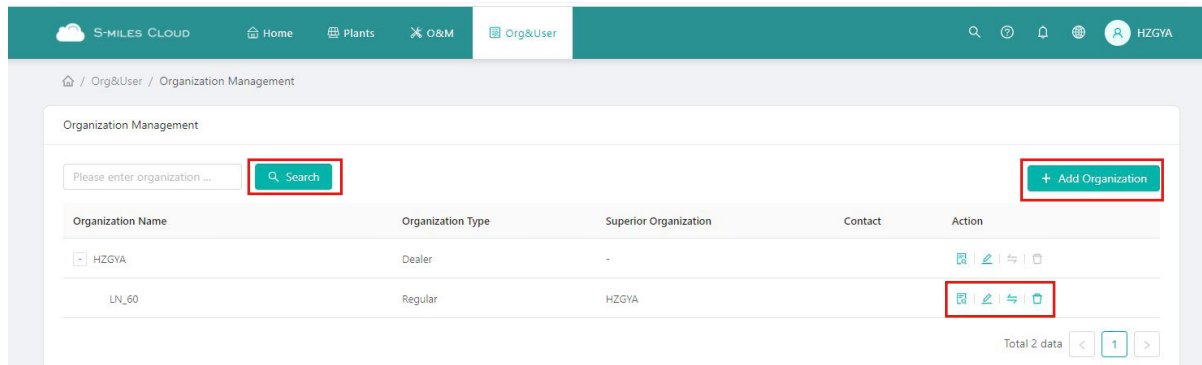 S-MILES CLOUD Home Plants O&M Org&User HZGYA
/ Org&User / Organization Management
Organization Management
Please enter organization ... Search + Add Organization
Organization Name Organization Type Superior Organization Contact Action
HZGYA Dealer -
LN_60 Regular HZGYA
Total 2 data < 1 >